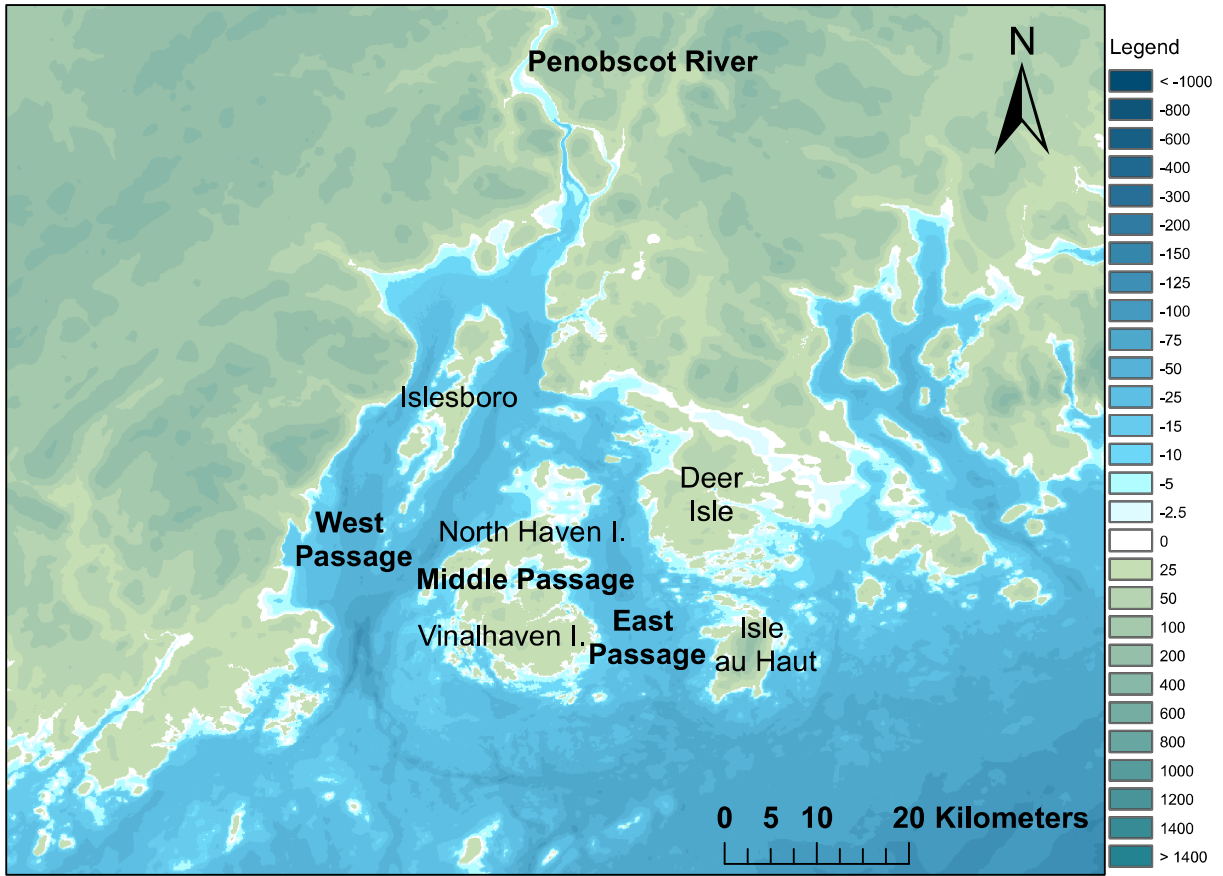 Penobscot River
N
Legend
< -1000
-800
-600
-400
-300
-200
-150
-125
-100
-75
-50
-25
-15
-10
-5
-2.5
0
25
50
100
200
400
600
800
1000
1200
1400
> 1400
Islesboro
Deer
Isle
West
Passage
North Haven I.
Middle Passage
Vinalhaven I.
East
Passage
Isle
au Haut
0 5 10 20 Kilometers